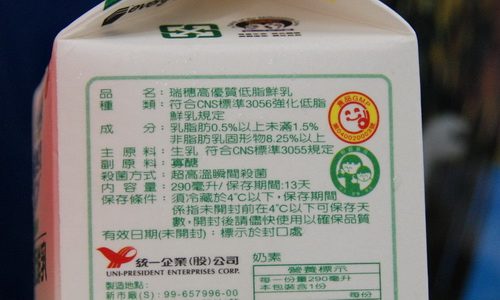 品名：瑞穗高優質低脂鮮乳
種類：符合CNS標準3056強化低脂
鮮乳規定
成分：乳脂肪0.5%以上未滿1.5%
非脂肪乳固形物8.25%以上
主原料：生乳 符合CNS標準3055規定
副原料：寡醣
殺菌方式：超高溫瞬間殺菌
內容量：290毫升/保存期間:13天
保存條件：須冷藏於4℃以下，保存期間
係指未開封前在4℃以下可保存天
數，開封後請儘快使用以確保品質
有效日期(未開封)：標示於封口處
食品GMP
統一企業(股)公司
UNI-PRESIDENT ENTERPRISES CORP.
製造地點:
新市廠(S):99-657996-00
奶素
營養標示
每一份量290毫升
本包裝含1份
每份